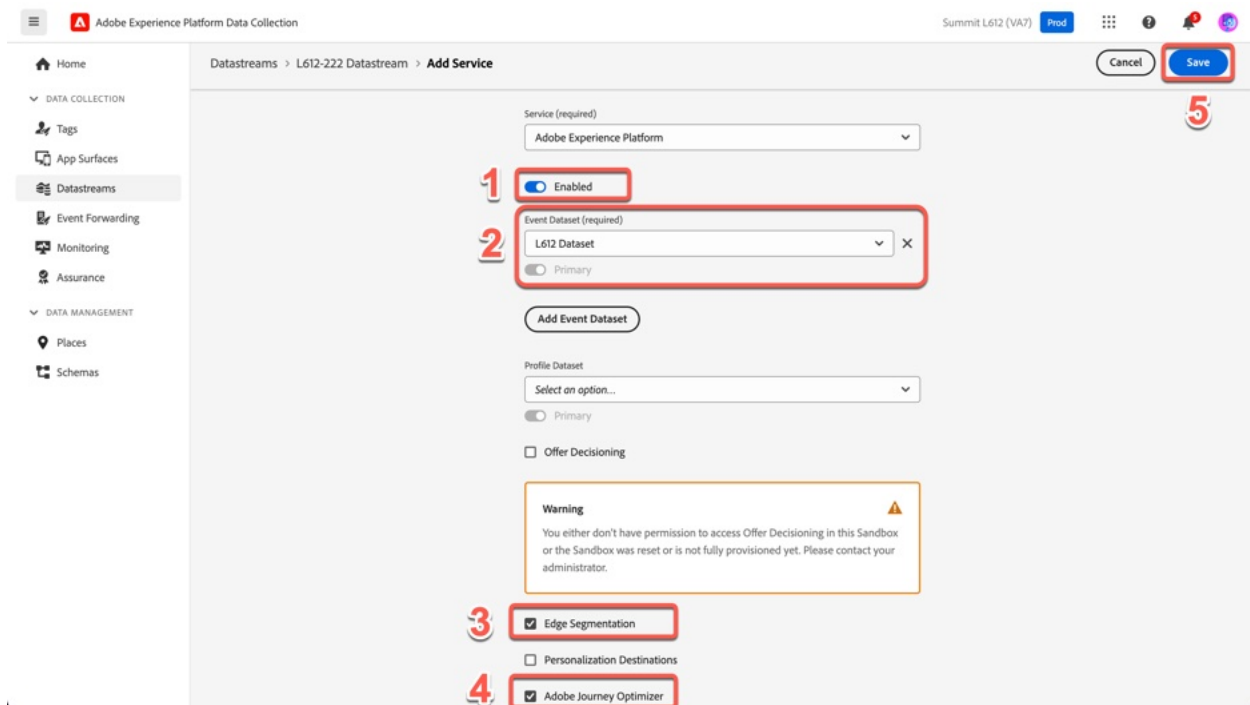 Adobe Experience Platform Data Collection
Summit L612 (VA7)
Prod
5
Home
DATA COLLECTION
Tags
App Surfaces
Datastreams
Event Forwarding
Monitoring
Assurance
DATA MANAGEMENT
Places
Schemas
Datastreams > L612-222 Datastream > Add Service
Cancel
Save
5
Service (required)
Adobe Experience Platform
1
Enabled
2
Event Dataset (required)
L612 Dataset
Primary
Add Event Dataset
Profile Dataset
Select an option...
Primary
Offer Decisioning
Warning
You either don't have permission to access Offer Decisioning in this Sandbox
or the Sandbox was reset or is not fully provisioned yet. Please contact your
administrator.
3
Edge Segmentation
Personalization Destinations
4
Adobe Journey Optimizer